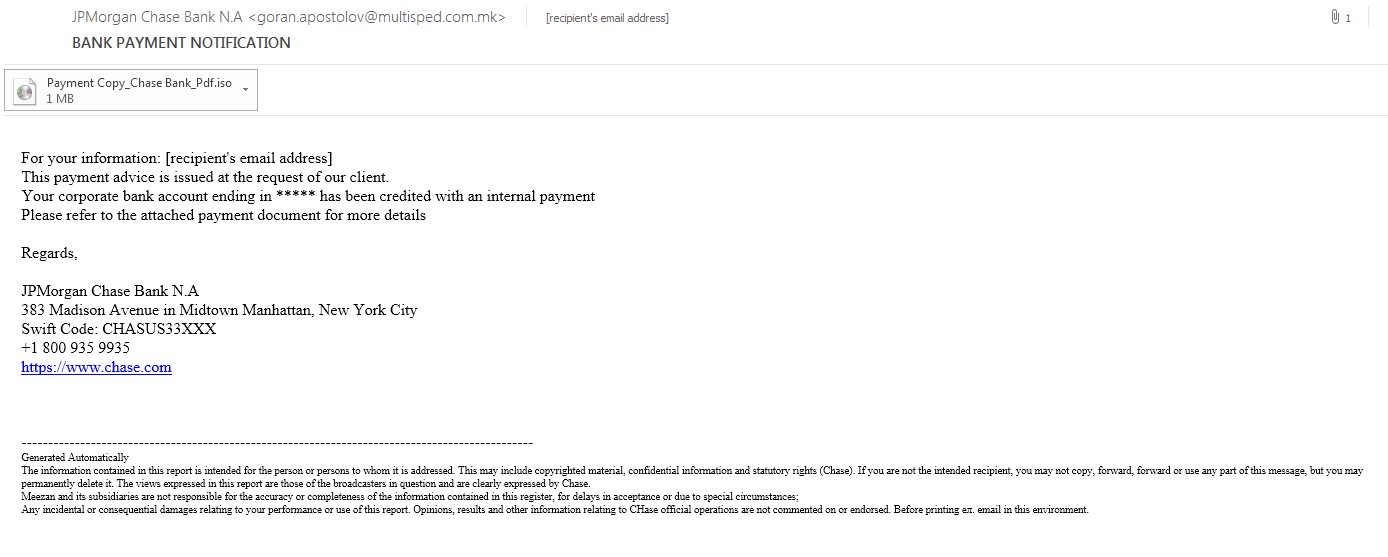 JPMorgan Chase Bank N.A <goran.apostolov@multisped.com.mk>
[recipient's email address]
1
BANK PAYMENT NOTIFICATION
Payment Copy_Chase Bank_Pdf.iso
1 MB
For your information: [recipient's email address]
This payment advice is issued at the request of our client.
Your corporate bank account ending in ***** has been credited with an internal payment
Please refer to the attached payment document for more details
Regards,
JPMorgan Chase Bank N.A
383 Madison Avenue in Midtown Manhattan, New York City
Swift Code: CHASUS33XXX
+1 800 935 9935
https://www.chase.com
----------------------------------------------------------------------------------------------------
Generated Automatically
The information contained in this report is intended for the person or persons to whom it is addressed. This may include copyrighted material, confidential information and statutory rights (Chase). If you are not the intended recipient, you may not copy, forward, forward or use any part of this message, but you may
permanently delete it. The views expressed in this report are those of the broadcasters in question and are clearly expressed by Chase.
Meezan and its subsidiaries are not responsible for the accuracy or completeness of the information contained in this register, for delays in acceptance or due to special circumstances;
Any incidental or consequential damages relating to your performance or use of this report. Opinions, results and other information relating to CHase official operations are not commented on or endorsed. Before printing ел. email in this environment.